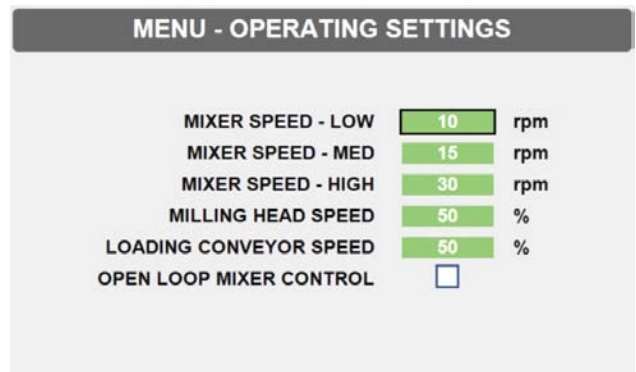 MENU - OPERATING SETTINGS
MIXER SPEED - LOW 10 rpm
MIXER SPEED - MED 15 rpm
MIXER SPEED - HIGH 30 rpm
MILLING HEAD SPEED 50 %
LOADING CONVEYOR SPEED 50 %
OPEN LOOP MIXER CONTROL